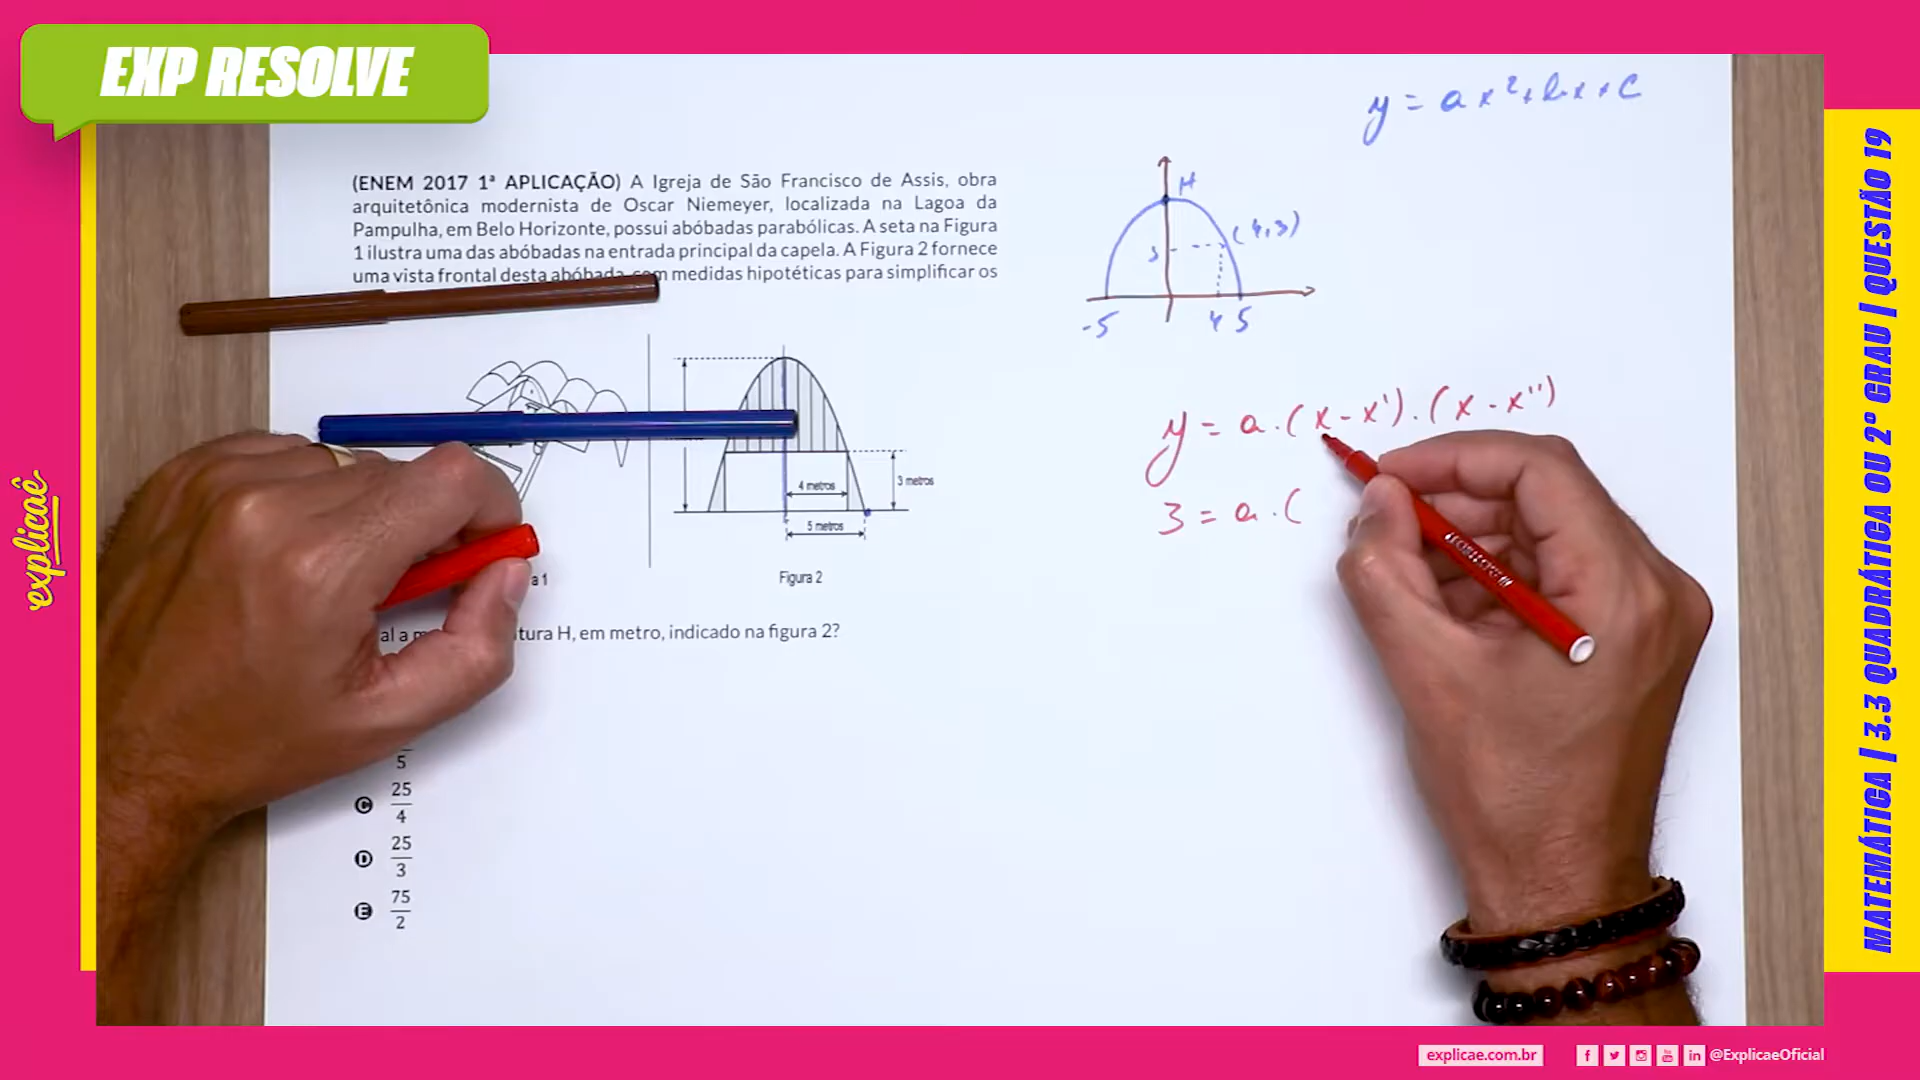 EXP RESOLVE
(ENEM 2017 1ª APLICAÇÃO) A Igreja de São Francisco de Assis, obra
arquitetônica modernista de Oscar Niemeyer, localizada na Lagoa da
Pampulha, em Belo Horizonte, possui abóbadas parabólicas. A seta na Figura
1 ilustra uma das abóbadas na entrada principal da capela. A Figura 2 fornece
uma vista frontal desta abóbada, com medidas hipotéticas para simplificar os
4 metros
3 metros
5 metros
a 1
Figura 2
tura H, em metro, indicado na figura 2?
5
C 25/4
D 25/3
E 75/2
y = ax²+bx+c
H
(4,3)
3
-5 4 5
y = a.(x-x').(x-x'')
3 = a.(
explicaê
MATEMÁTICA | 3.3 QUADRÁTICA OU 2º GRAU | QUESTÃO 19
explicae.com.br
@ExplicaeOficial